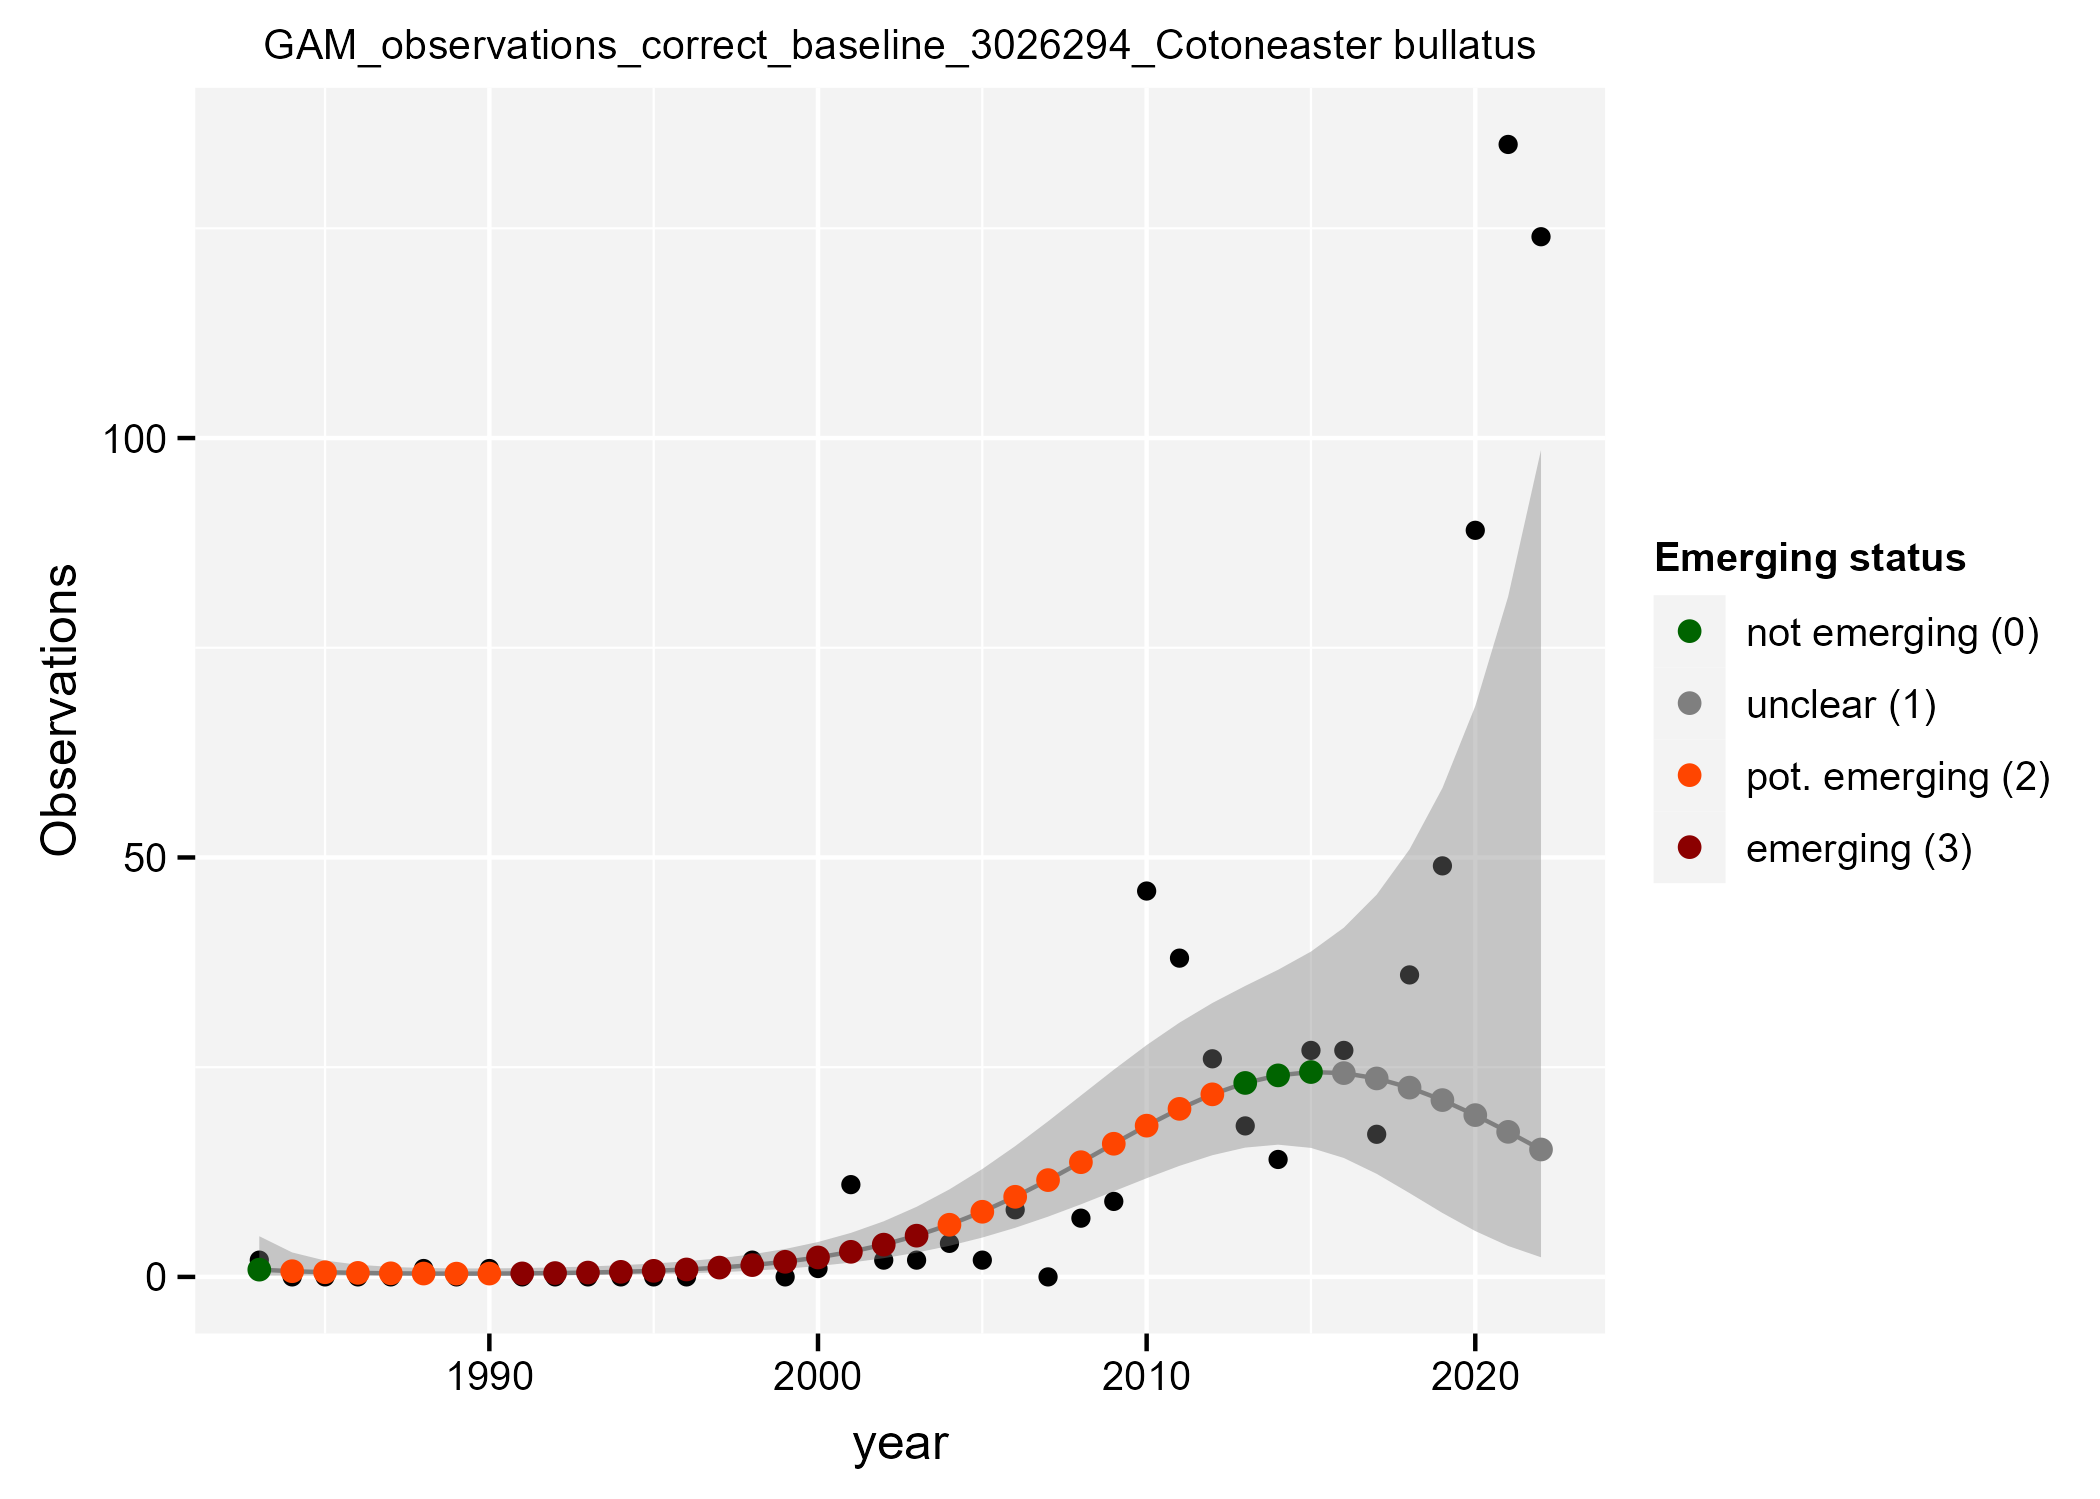 GAM_observations_correct_baseline_3026294_Cotoneaster bullatus
Observations
100
50
0
1990
2000
2010
2020
year
Emerging status
not emerging (0)
unclear (1)
pot. emerging (2)
emerging (3)